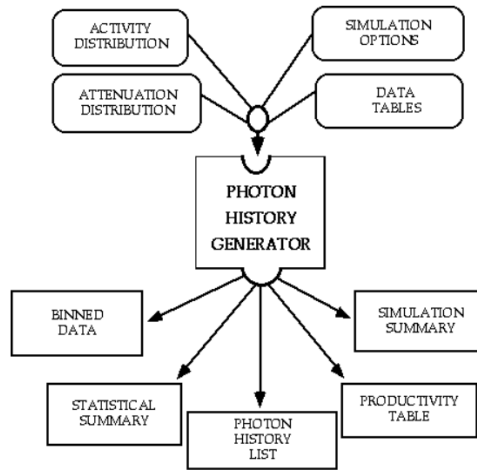 ACTIVITY
DISTRIBUTION
SIMULATION
OPTIONS
ATTENUATION
DISTRIBUTION
DATA
TABLES
PHOTON
HISTORY
GENERATOR
BINNED
DATA
SIMULATION
SUMMARY
STATISTICAL
SUMMARY
PHOTON
HISTORY
LIST
PRODUCTIVITY
TABLE